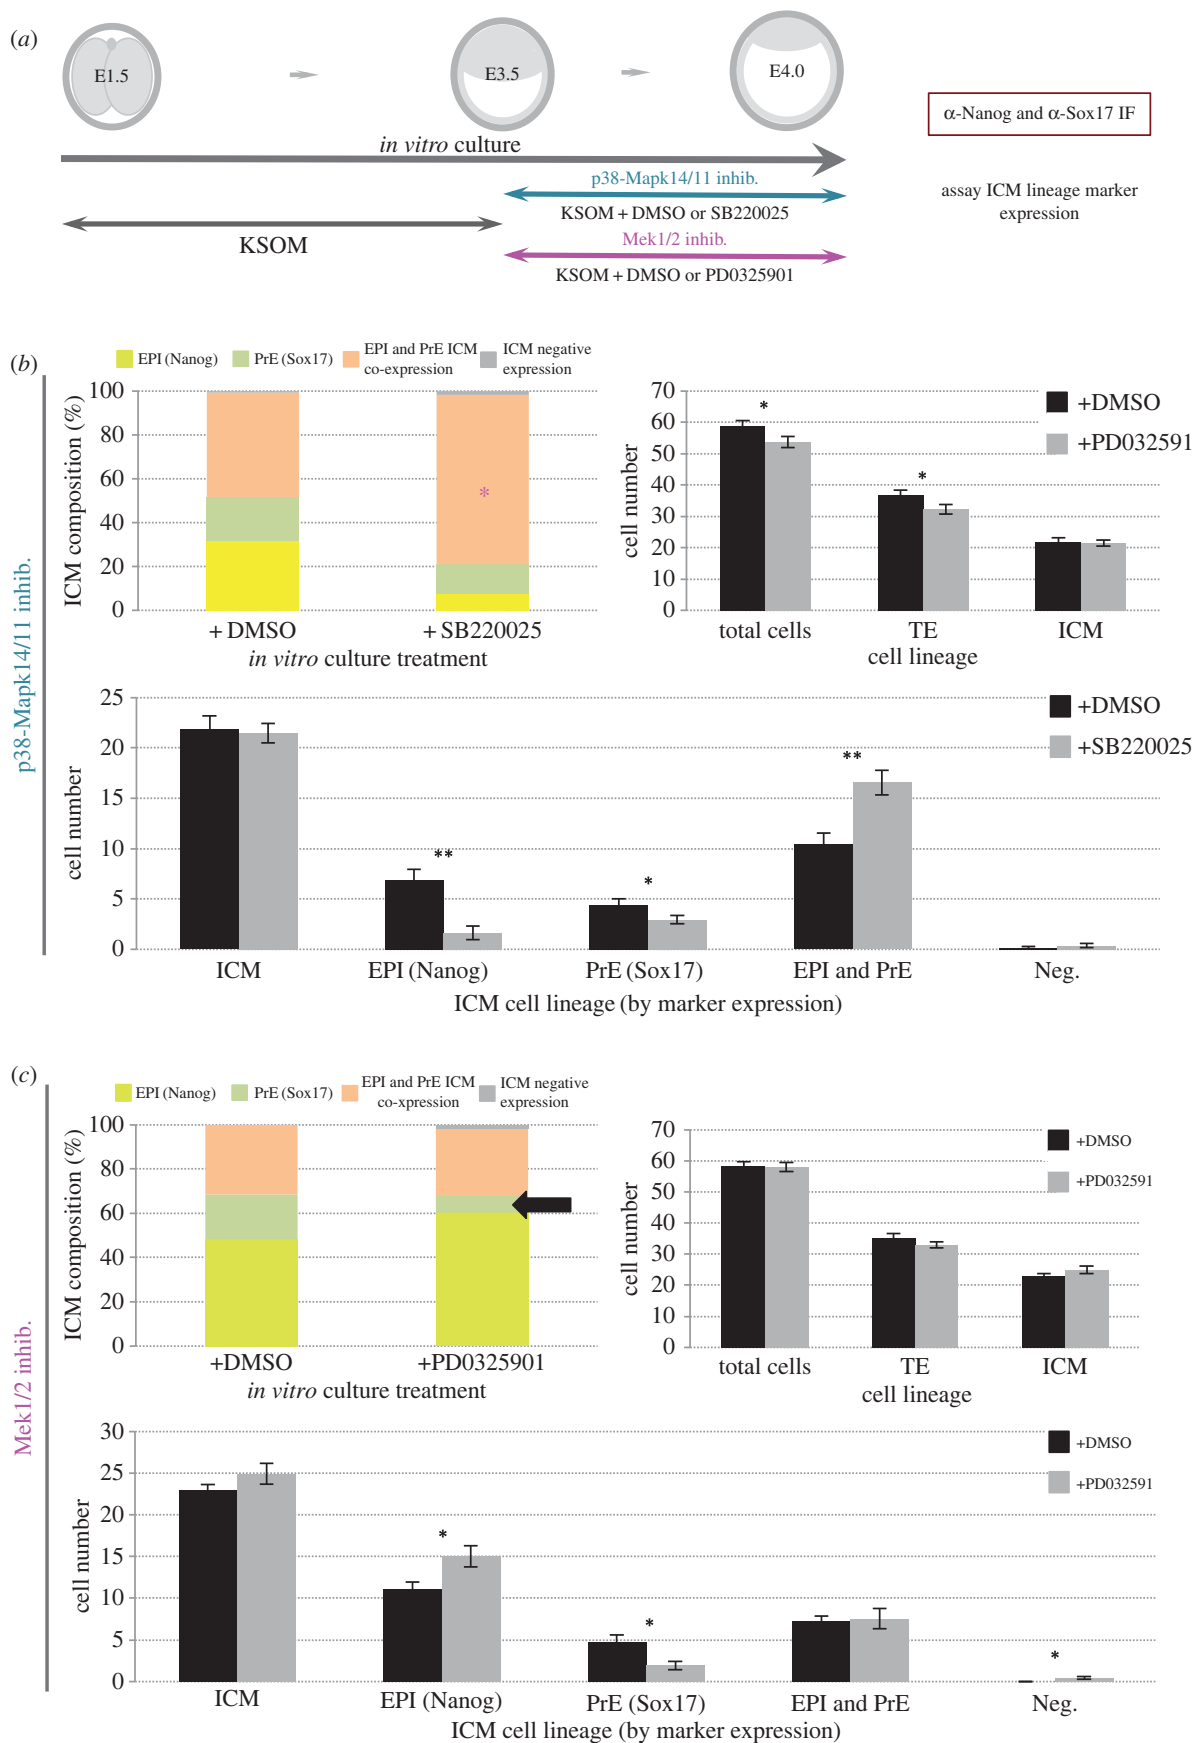 (a)
E1.5
E3.5
E4.0
α-Nanog and α-Sox17 IF
in vitro culture
p38-Mapk14/11 inhib.
KSOM + DMSO or SB220025
assay ICM lineage marker
expression
KSOM
Mek1/2 inhib.
KSOM + DMSO or PD0325901
(b)
p38-Mapk14/11 inhib.
EPI (Nanog)
PrE (Sox17)
EPI and PrE ICM
co-expression
ICM negative
expression
ICM composition (%)
100
80
60
40
20
0
*
+ DMSO
+ SB220025
in vitro culture treatment
cell number
70
60
50
40
30
20
10
0
*
*
+DMSO
+PD032591
total cells
TE
ICM
cell lineage
cell number
25
20
15
10
5
0
**
*
**
+DMSO
+SB220025
ICM
EPI (Nanog)
PrE (Sox17)
EPI and PrE
Neg.
ICM cell lineage (by marker expression)
(c)
Mek1/2 inhib.
EPI (Nanog)
PrE (Sox17)
EPI and PrE ICM
co-xpression
ICM negative
expression
ICM composition (%)
100
80
60
40
20
0
+DMSO
+PD0325901
in vitro culture treatment
cell number
70
60
50
40
30
20
10
0
+DMSO
+PD032591
total cells
TE
ICM
cell lineage
cell number
30
25
20
15
10
5
0
*
*
*
+DMSO
+PD032591
ICM
EPI (Nanog)
PrE (Sox17)
EPI and PrE
Neg.
ICM cell lineage (by marker expression)